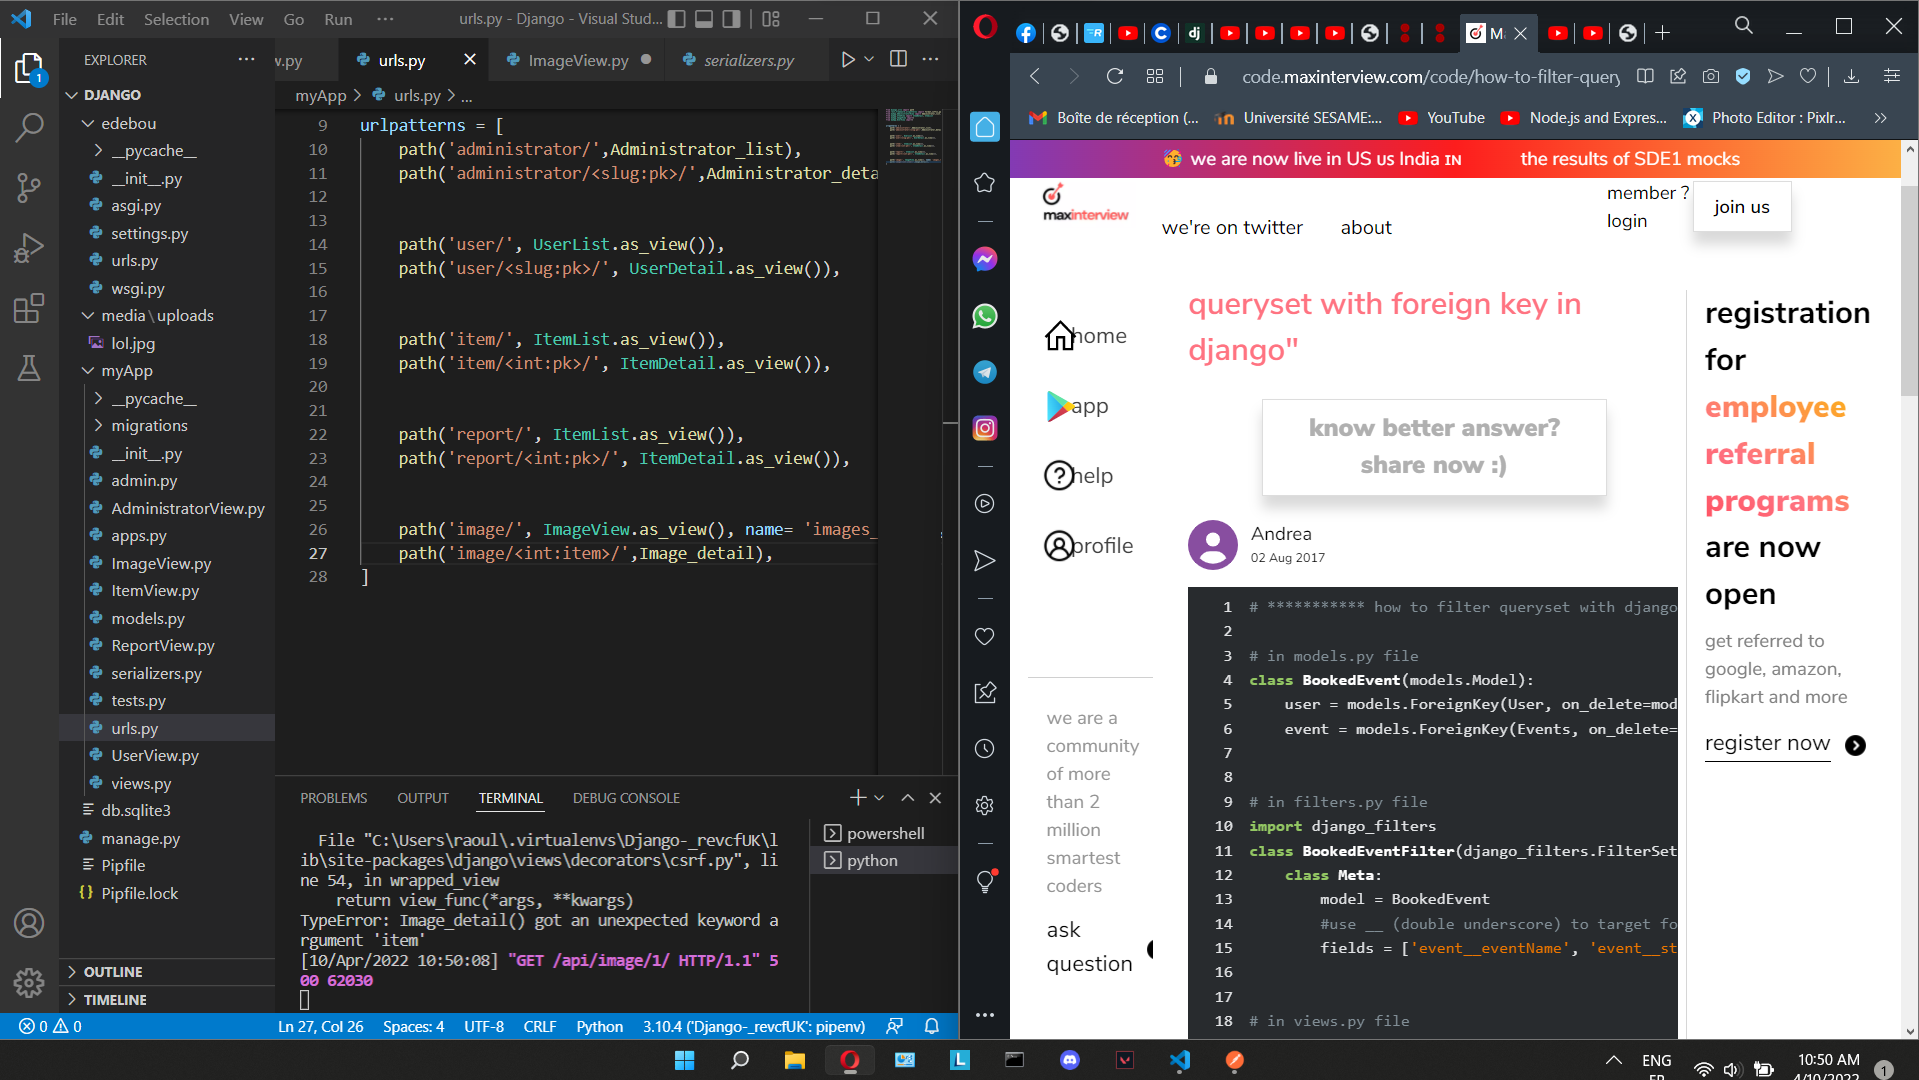 File Edit Selection View Go Run ··· urls.py - Django - Visual Stud...
EXPLORER ···
DJANGO
edebou
__pycache__
__init__.py
asgi.py
settings.py
urls.py
wsgi.py
media\uploads
lol.jpg
myApp
__pycache__
migrations
__init__.py
admin.py
AdministratorView.py
apps.py
ImageView.py
ItemView.py
models.py
ReportView.py
serializers.py
tests.py
urls.py
UserView.py
views.py
db.sqlite3
manage.py
Pipfile
Pipfile.lock
OUTLINE
TIMELINE
w.py urls.py ImageView.py serializers.py
myApp > urls.py > ...
9 urlpatterns = [
10 path('administrator/',Administrator_list),
11 path('administrator/<slug:pk>/',Administrator_deta
12
13
14 path('user/', UserList.as_view()),
15 path('user/<slug:pk>/', UserDetail.as_view()),
16
17
18 path('item/', ItemList.as_view()),
19 path('item/<int:pk>/', ItemDetail.as_view()),
20
21
22 path('report/', ItemList.as_view()),
23 path('report/<int:pk>/', ItemDetail.as_view()),
24
25
26 path('image/', ImageView.as_view(), name= 'images_
27 path('image/<int:item>/',Image_detail),
28 ]
PROBLEMS OUTPUT TERMINAL DEBUG CONSOLE
File "C:\Users\raoul\.virtualenvs\Django-_revcfUK\l
ib\site-packages\django\views\decorators\csrf.py", li
ne 54, in wrapped_view
return view_func(*args, **kwargs)
TypeError: Image_detail() got an unexpected keyword a
rgument 'item'
[10/Apr/2022 10:50:08] "GET /api/image/1/ HTTP/1.1" 5
00 62030
powershell
python
0 0 Ln 27, Col 26 Spaces: 4 UTF-8 CRLF Python 3.10.4 ('Django-_revcfUK': pipenv)
M
code.maxinterview.com/code/how-to-filter-query
Boîte de réception (... Université SESAME:... YouTube Node.js and Expres... Photo Editor : Pixlr...
we are now live in US us India IN the results of SDE1 mocks
maxinterview
we're on twitter about
member ?
login
join us
home
app
help
profile
we are a
community
of more
than 2
million
smartest
coders
ask
question
queryset with foreign key in
django"
know better answer?
share now :)
Andrea
02 Aug 2017
1 # *********** how to filter queryset with django
2
3 # in models.py file
4 class BookedEvent(models.Model):
5 user = models.ForeignKey(User, on_delete=mod
6 event = models.ForeignKey(Events, on_delete=
7
8
9 # in filters.py file
10 import django_filters
11 class BookedEventFilter(django_filters.FilterSet
12 class Meta:
13 model = BookedEvent
14 #use __ (double underscore) to target fo
15 fields = ['event__eventName', 'event__st
16
17
18 # in views.py file
registration
for
employee
referral
programs
are now
open
get referred to
google, amazon,
flipkart and more
register now
ENG
FR
10:50 AM
4/10/2022
1